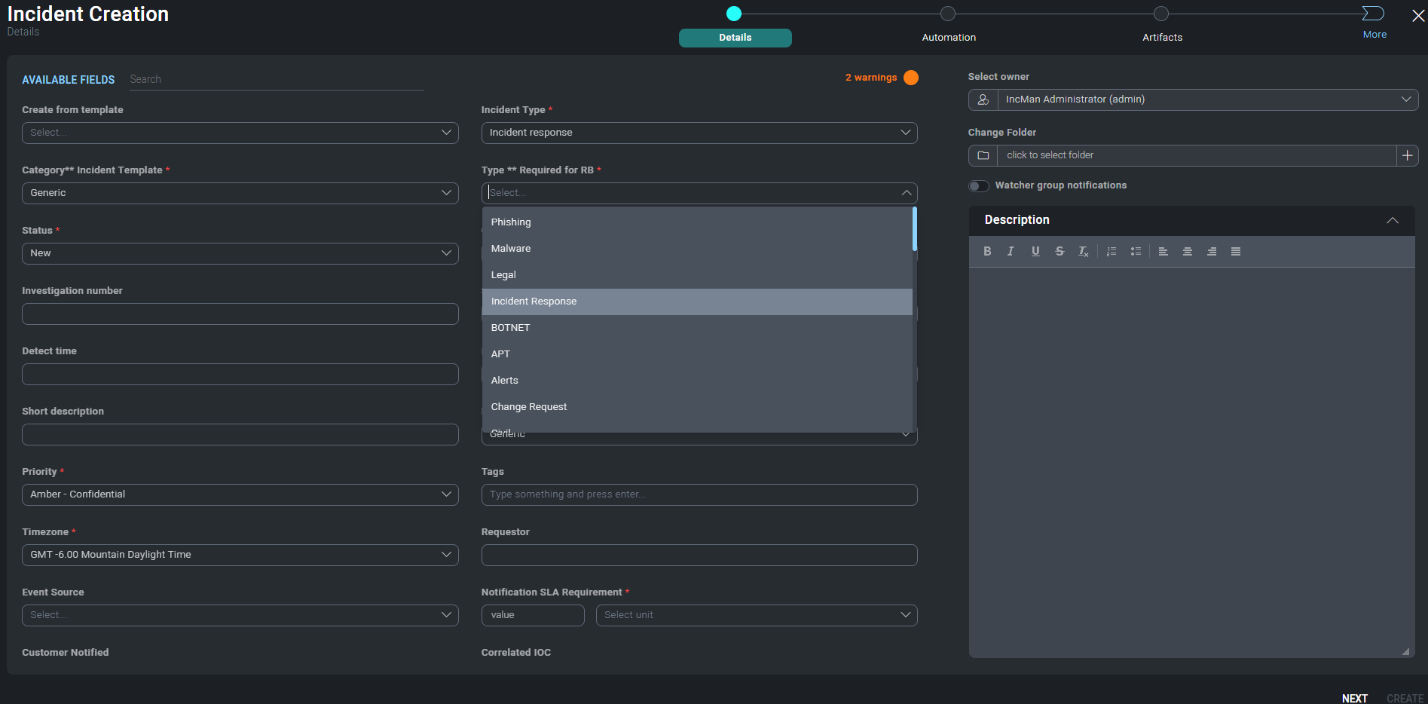 Incident Creation
Details
Details
Automation
Artifacts
More
AVAILABLE FIELDS
Search
2 warnings
Create from template
Select...
Incident Type *
Incident response
Category** Incident Template *
Generic
Type ** Required for RB *
Select...
Phishing
Malware
Legal
Incident Response
BOTNET
APT
Alerts
Change Request
Status *
New
Investigation number
Detect time
Short description
Generic
Priority *
Amber - Confidential
Tags
Type something and press enter...
Timezone *
GMT -6.00 Mountain Daylight Time
Requestor
Event Source
Select...
Notification SLA Requirement *
value
Select unit
Customer Notified
Correlated IOC
Select owner
IncMan Administrator (admin)
Change Folder
click to select folder
Watcher group notifications
Description
B I U S Tx
NEXT
CREATE